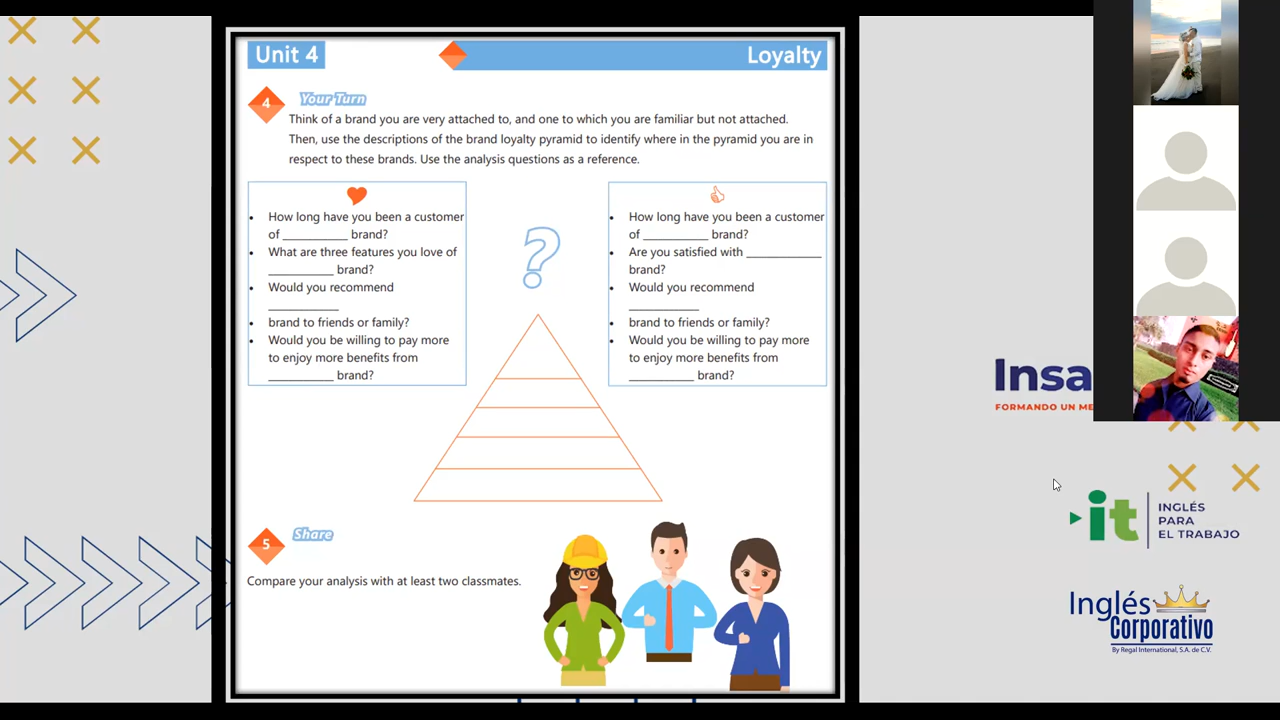 Unit 4
Loyalty
4
Your Turn
Think of a brand you are very attached to, and one to which you are familiar but not attached.
Then, use the descriptions of the brand loyalty pyramid to identify where in the pyramid you are in
respect to these brands. Use the analysis questions as a reference.
• How long have you been a customer
of __________ brand?
• What are three features you love of
__________ brand?
• Would you recommend
___________
• brand to friends or family?
• Would you be willing to pay more
to enjoy more benefits from
__________ brand?
?
• How long have you been a customer
of __________ brand?
• Are you satisfied with ____________
brand?
• Would you recommend
___________
• brand to friends or family?
• Would you be willing to pay more
to enjoy more benefits from
__________ brand?
5
Share
Compare your analysis with at least two classmates.
Insa
FORMANDO UN ME
it
INGLÉS
PARA
EL TRABAJO
Inglés
Corporativo
By Regal International, S.A. de C.V.